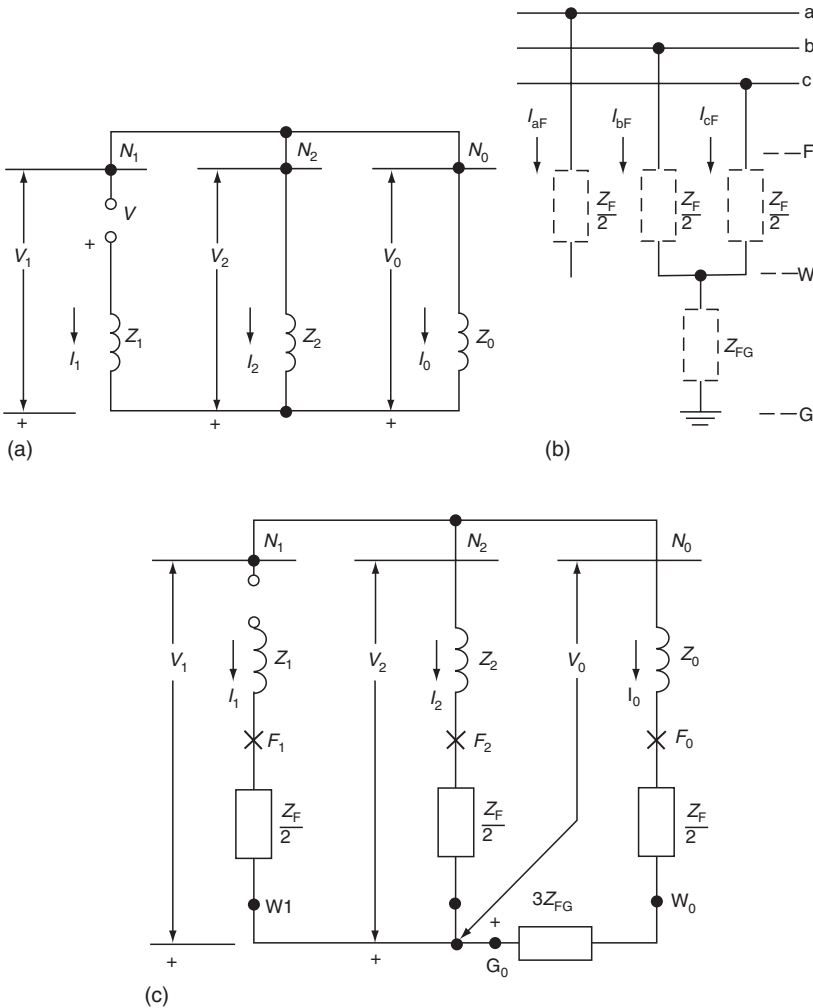 N₁ N₂ N₀
V
+
V₁ V₂ V₀
Z₁ Z₂ Z₀
I₁ I₂ I₀
+ + +
(a)
a
b
c
IaF IbF IcF
F
ZF/2 ZF/2 ZF/2
W
ZFG
G
(b)
N₁ N₂ N₀
V₁ Z₁ V₂ Z₂ V₀ Z₀
I₁ I₂ I₀
F₁ F₂ F₀
ZF/2 ZF/2 ZF/2
W1 3ZFG W₀
+
+ + G₀
(c)